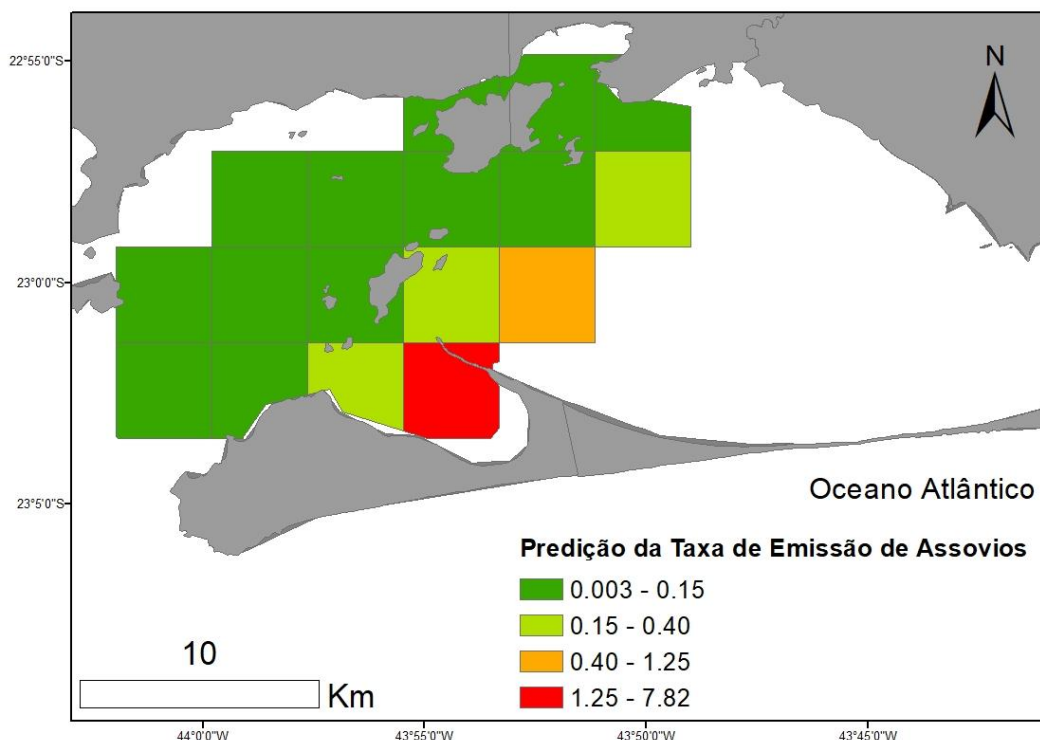 22°55'0"S
N
23°0'0"S
23°5'0"S
Oceano Atlântico
Predição da Taxa de Emissão de Assovios
0.003 - 0.15
0.15 - 0.40
0.40 - 1.25
1.25 - 7.82
10
Km
44°0'0"W
43°55'0"W
43°50'0"W
43°45'0"W